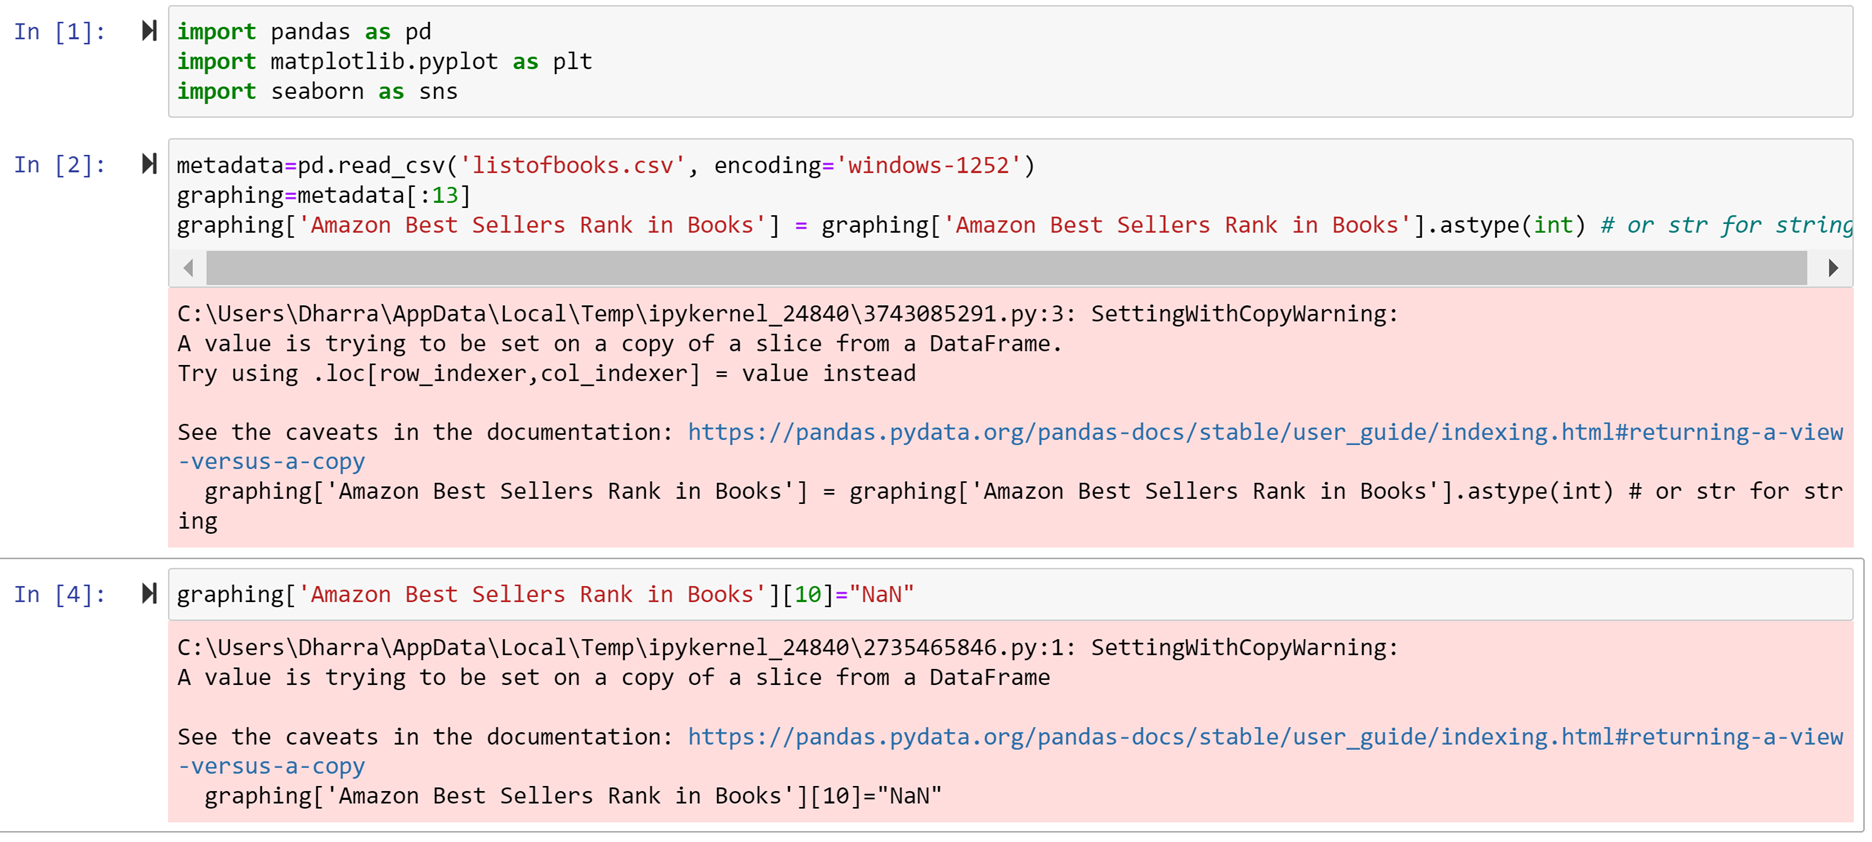 In [1]:
import pandas as pd
import matplotlib.pyplot as plt
import seaborn as sns
In [2]:
metadata=pd.read_csv('listofbooks.csv', encoding='windows-1252')
graphing=metadata[:13]
graphing['Amazon Best Sellers Rank in Books'] = graphing['Amazon Best Sellers Rank in Books'].astype(int) # or str for string
C:\Users\Dharra\AppData\Local\Temp\ipykernel_24840\3743085291.py:3: SettingWithCopyWarning:
A value is trying to be set on a copy of a slice from a DataFrame.
Try using .loc[row_indexer,col_indexer] = value instead
See the caveats in the documentation: https://pandas.pydata.org/pandas-docs/stable/user_guide/indexing.html#returning-a-view
-versus-a-copy
  graphing['Amazon Best Sellers Rank in Books'] = graphing['Amazon Best Sellers Rank in Books'].astype(int) # or str for str
ing
In [4]:
graphing['Amazon Best Sellers Rank in Books'][10]="NaN"
C:\Users\Dharra\AppData\Local\Temp\ipykernel_24840\2735465846.py:1: SettingWithCopyWarning:
A value is trying to be set on a copy of a slice from a DataFrame
See the caveats in the documentation: https://pandas.pydata.org/pandas-docs/stable/user_guide/indexing.html#returning-a-view
-versus-a-copy
  graphing['Amazon Best Sellers Rank in Books'][10]="NaN"